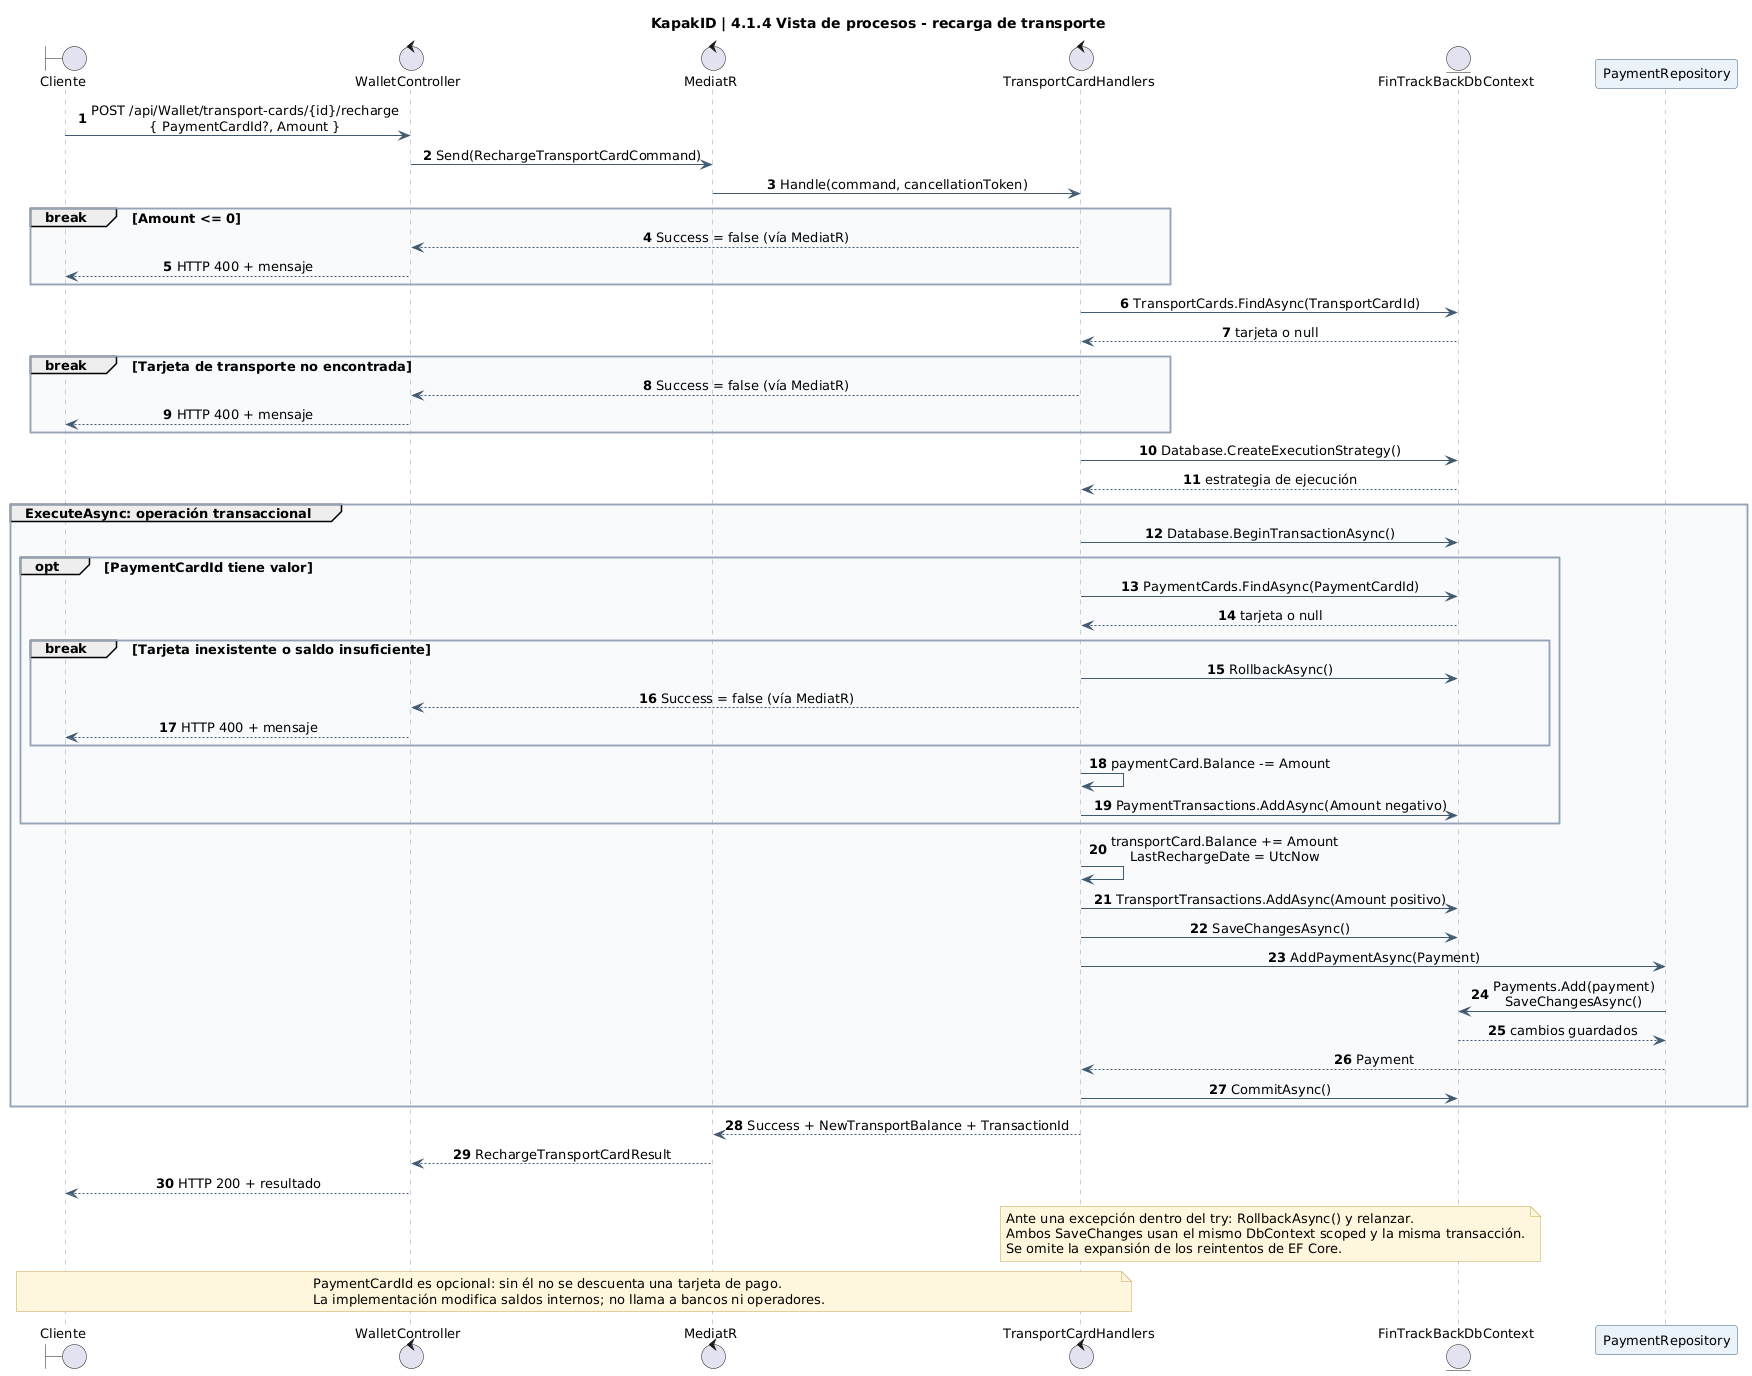 KapakID | 4.1.4 Vista de procesos - recarga de transporte
Cliente
WalletController
MediatR
TransportCardHandlers
FinTrackBackDbContext
PaymentRepository
1 POST /api/Wallet/transport-cards/{id}/recharge
{ PaymentCardId?, Amount }
2 Send(RechargeTransportCardCommand)
3 Handle(command, cancellationToken)
break [Amount <= 0]
4 Success = false (vía MediatR)
5 HTTP 400 + mensaje
6 TransportCards.FindAsync(TransportCardId)
7 tarjeta o null
break [Tarjeta de transporte no encontrada]
8 Success = false (vía MediatR)
9 HTTP 400 + mensaje
10 Database.CreateExecutionStrategy()
11 estrategia de ejecución
ExecuteAsync: operación transaccional
12 Database.BeginTransactionAsync()
opt [PaymentCardId tiene valor]
13 PaymentCards.FindAsync(PaymentCardId)
14 tarjeta o null
break [Tarjeta inexistente o saldo insuficiente]
15 RollbackAsync()
16 Success = false (vía MediatR)
17 HTTP 400 + mensaje
18 paymentCard.Balance -= Amount
19 PaymentTransactions.AddAsync(Amount negativo)
20 transportCard.Balance += Amount
LastRechargeDate = UtcNow
21 TransportTransactions.AddAsync(Amount positivo)
22 SaveChangesAsync()
23 AddPaymentAsync(Payment)
24 Payments.Add(payment)
SaveChangesAsync()
25 cambios guardados
26 Payment
27 CommitAsync()
28 Success + NewTransportBalance + TransactionId
29 RechargeTransportCardResult
30 HTTP 200 + resultado
Ante una excepción dentro del try: RollbackAsync() y relanzar.
Ambos SaveChanges usan el mismo DbContext scoped y la misma transacción.
Se omite la expansión de los reintentos de EF Core.
PaymentCardId es opcional: sin él no se descuenta una tarjeta de pago.
La implementación modifica saldos internos; no llama a bancos ni operadores.
Cliente
WalletController
MediatR
TransportCardHandlers
FinTrackBackDbContext
PaymentRepository